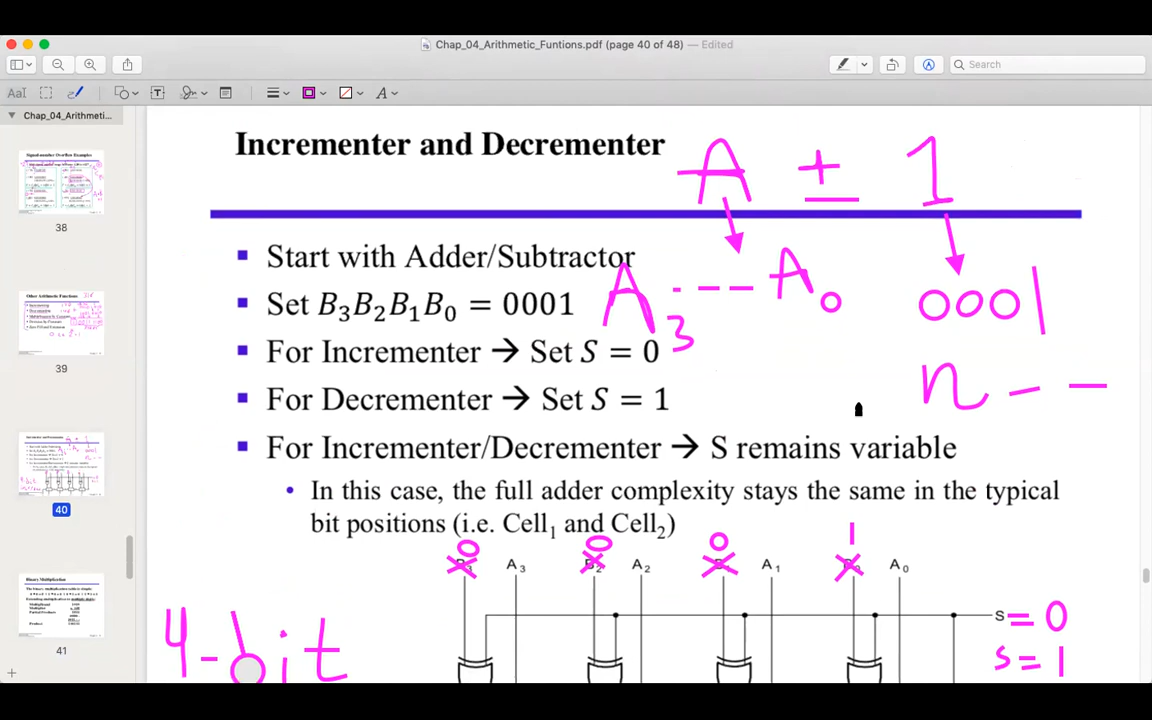 Chap_04_Arithmetic_Funtions.pdf (page 40 of 48) — Edited
Search
Chap_04_Arithmeti...
Incrementer and Decrementer
A ± 1
Start with Adder/Subtractor
A3 --- A0
0001
Set B3B2B1B0 = 0001
For Incrementer → Set S = 0
n - -
For Decrementer → Set S = 1
For Incrementer/Decrementer → S remains variable
In this case, the full adder complexity stays the same in the typical
bit positions (i.e. Cell1 and Cell2)
0 0 0 1
A3 A2 A1 A0
S = 0
s = 1
4-bit
38
39
40
41